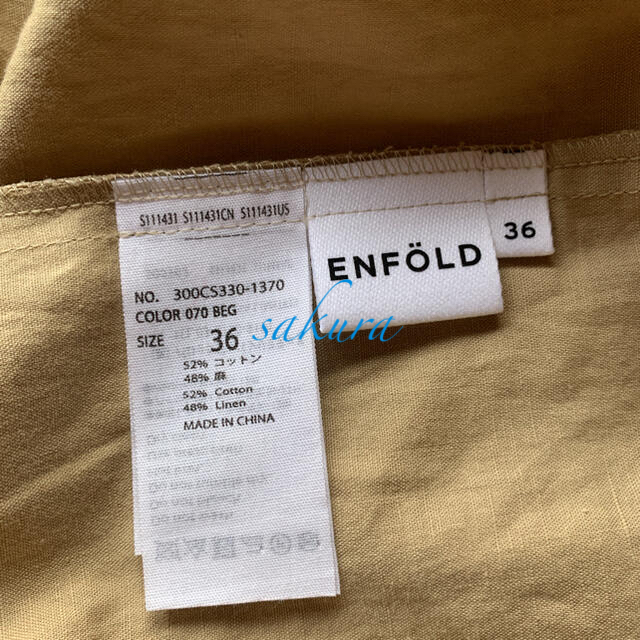 S111431 S111431CN S111431US
NO. 300CS330-1370
COLOR 070 BEG
SIZE 36
52% コットン
48% 麻
52% Cotton
48% Linen
MADE IN CHINA
ENFÖLD
36
sakura